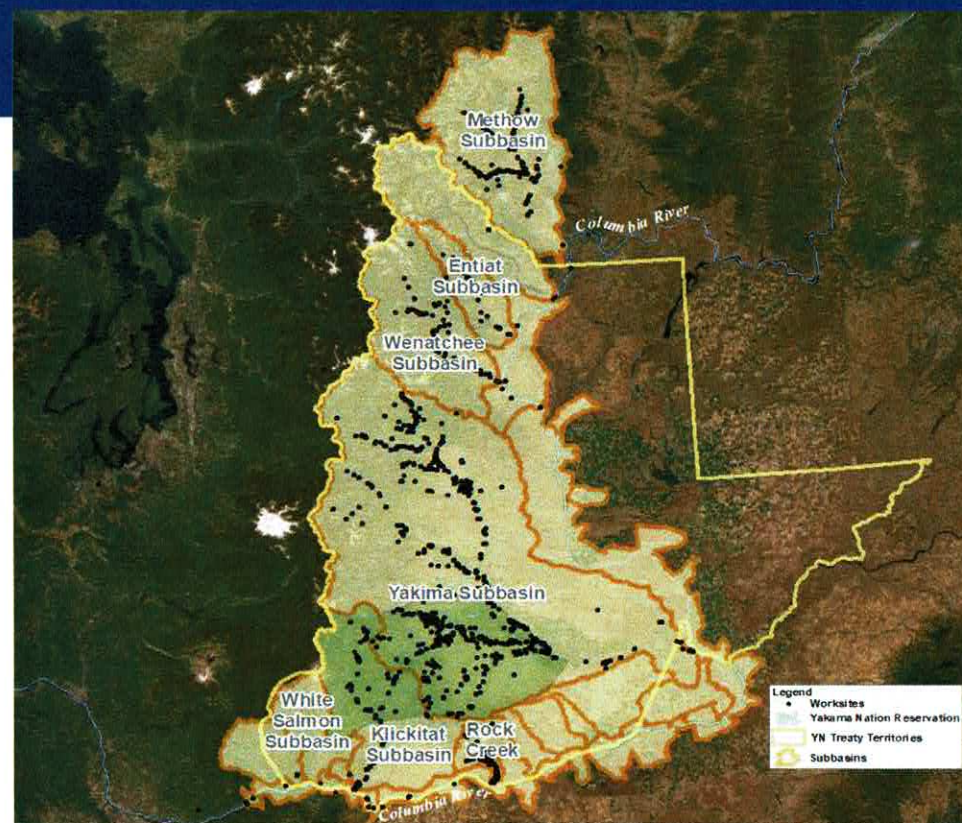 Methow
Subbasin
Columbia River
Entiat
Subbasin
Wenatchee
Subbasin
Yakima Subbasin
White
Salmon
Subbasin
Klickitat
Subbasin
Rock
Creek
Columbia River
Legend
Worksites
Yakama Nation Reservation
YN Treaty Territories
Subbasins